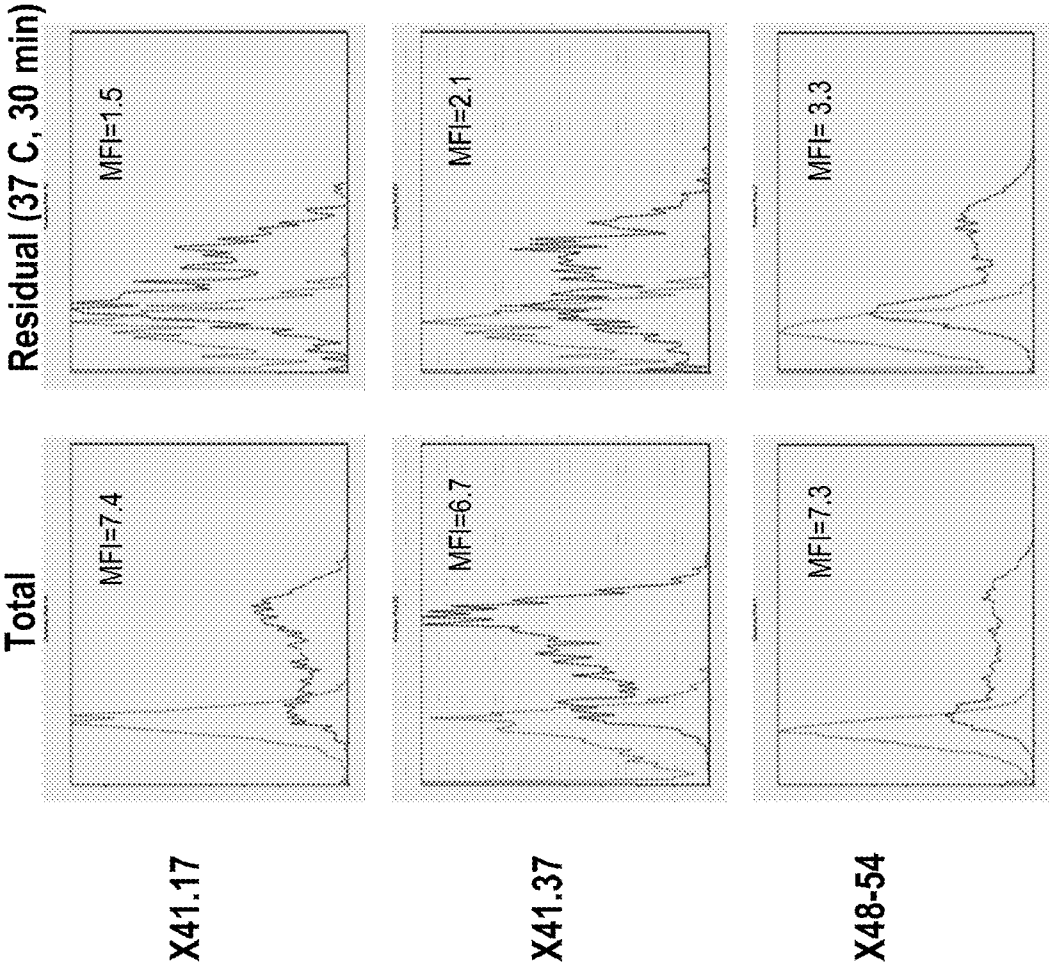 Total
Residual (37 C, 30 min)
X41.17
MFI=7.4
MFI=1.5
X41.37
MFI=6.7
MFI=2.1
X48-54
MFI=7.3
MFI= 3.3